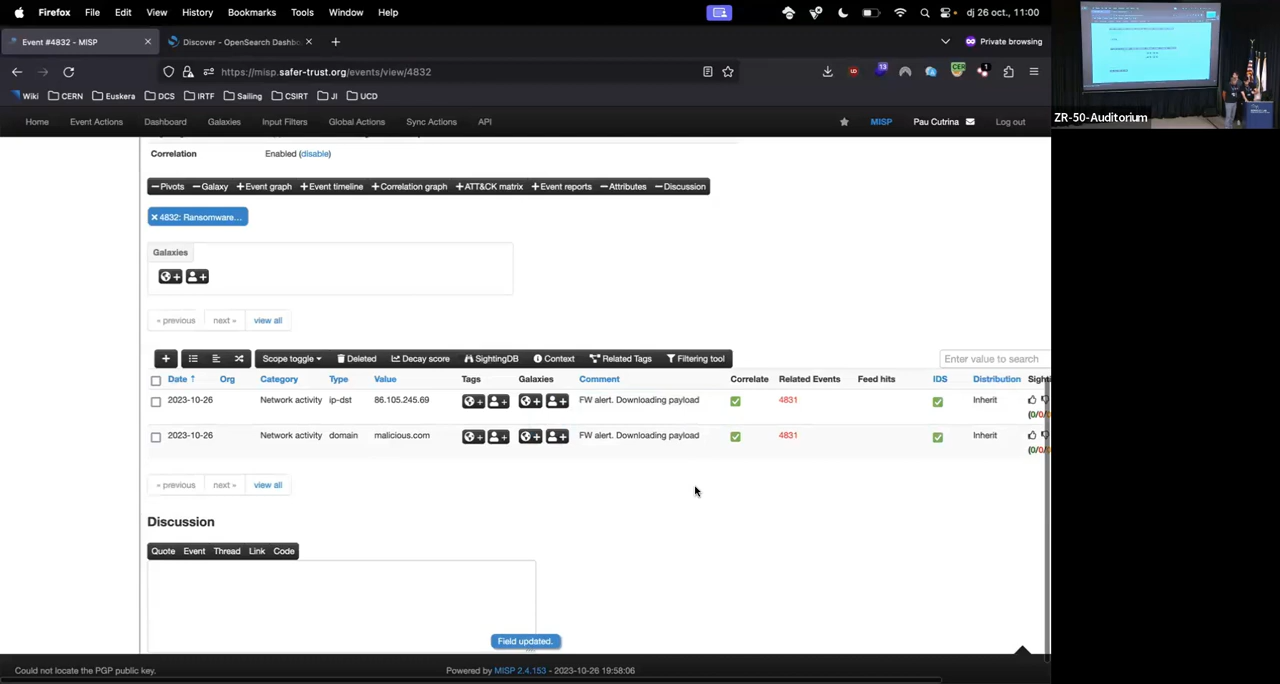 Firefox File Edit View History Bookmarks Tools Window Help dj 26 oct., 11:00
Event #4832 - MISP Discover - OpenSearch Dashbo Private browsing
https://misp.safer-trust.org/events/view/4832 13 1
Wiki CERN Euskera DCS IRTF Sailing CSIRT JI UCD
Home Event Actions Dashboard Galaxies Input Filters Global Actions Sync Actions API MISP Pau Cutrina Log out
Correlation Enabled (disable)
Pivots Galaxy Event graph Event timeline Correlation graph ATT&CK matrix Event reports Attributes Discussion
4832: Ransomware...
Galaxies
« previous next » view all
Scope toggle Deleted Decay score SightingDB Context Related Tags Filtering tool Enter value to search
Date Org Category Type Value Tags Galaxies Comment Correlate Related Events Feed hits IDS Distribution Sighti
2023-10-26 Network activity ip-dst 86.105.245.69 FW alert. Downloading payload 4831 Inherit
(0/0/
2023-10-26 Network activity domain malicious.com FW alert. Downloading payload 4831 Inherit
(0/0/
« previous next » view all
Discussion
Quote Event Thread Link Code
Field updated.
Could not locate the PGP public key. Powered by MISP 2.4.153 - 2023-10-26 19:58:06
ZR-50-Auditorium